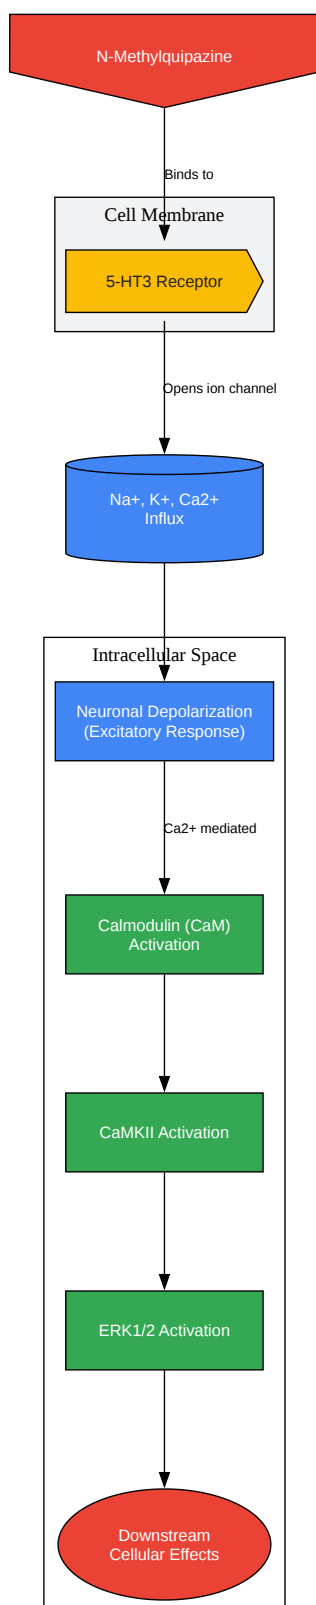 N-Methylquipazine
Binds to
Cell Membrane
5-HT3 Receptor
Opens ion channel
Na+, K+, Ca2+
Influx
Intracellular Space
Neuronal Depolarization
(Excitatory Response)
Ca2+ mediated
Calmodulin (CaM)
Activation
CaMKII Activation
ERK1/2 Activation
Downstream
Cellular Effects